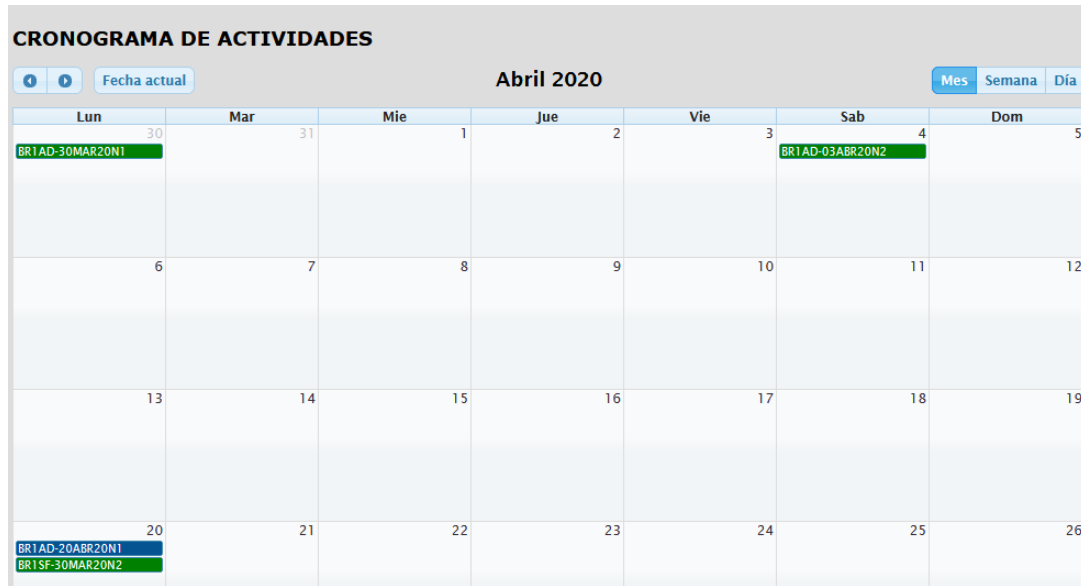 CRONOGRAMA DE ACTIVIDADES
Fecha actual
Abril 2020
Mes Semana Día
Lun Mar Mie Jue Vie Sab Dom
30 31 1 2 3 4 5
BR1AD-30MAR20N1 BR1AD-03ABR20N2
6 7 8 9 10 11 12
13 14 15 16 17 18 19
20 21 22 23 24 25 26
BR1AD-20ABR20N1
BR1SF-30MAR20N2